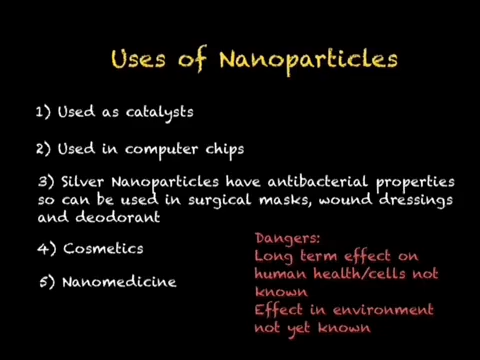 Uses of Nanoparticles
1) Used as catalysts
2) Used in computer chips
3) Silver Nanoparticles have antibacterial properties
so can be used in surgical masks, wound dressings
and deodorant
4) Cosmetics
5) Nanomedicine
Dangers:
Long term effect on
human health/cells not
known
Effect in environment
not yet known